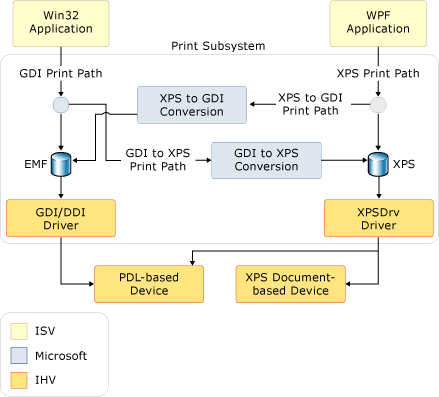 Win32
Application
WPF
Application
Print Subsystem
GDI Print Path
XPS Print Path
XPS to GDI
Conversion
XPS to GDI
Print Path
EMF
GDI to XPS
Print Path
GDI to XPS
Conversion
XPS
GDI/DDI
Driver
XPSDrv
Driver
PDL-based
Device
XPS Document-
based Device
ISV
Microsoft
IHV